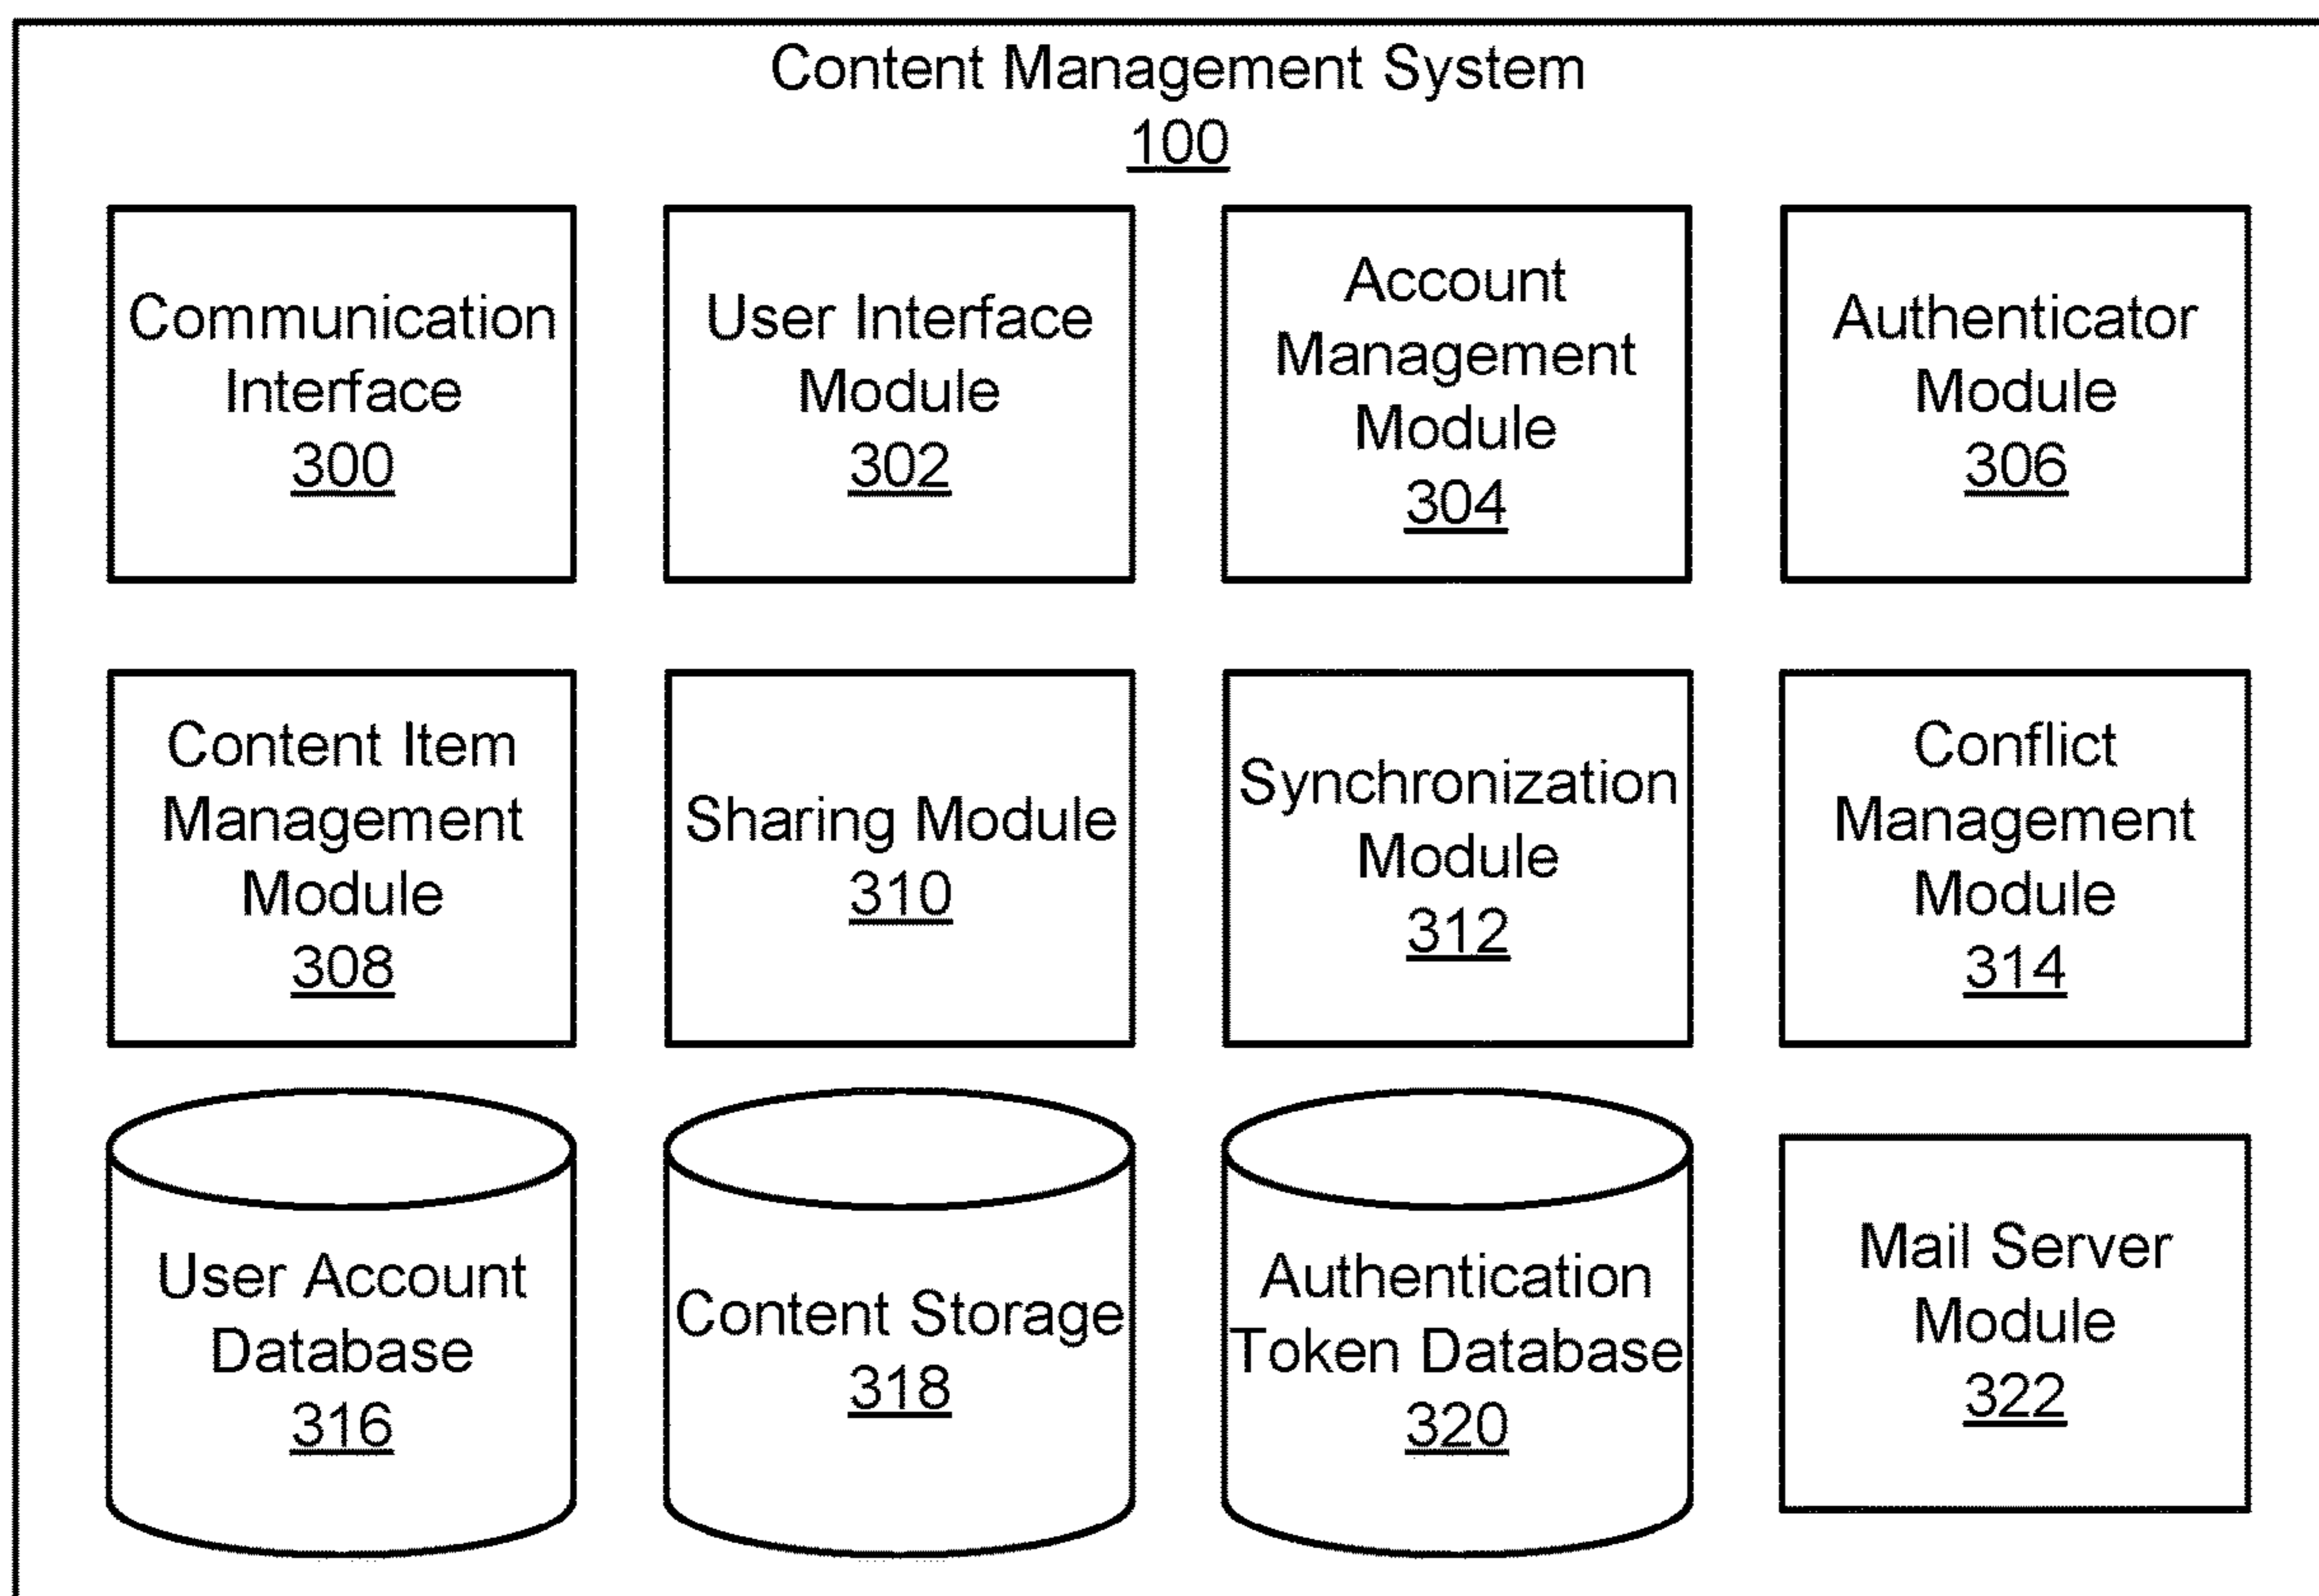 Content Management System
100
Communication
Interface
300
User Interface
Module
302
Account
Management
Module
304
Authenticator
Module
306
Content Item
Management
Module
308
Sharing Module
310
Synchronization
Module
312
Conflict
Management
Module
314
User Account
Database
316
Content Storage
318
Authentication
Token Database
320
Mail Server
Module
322